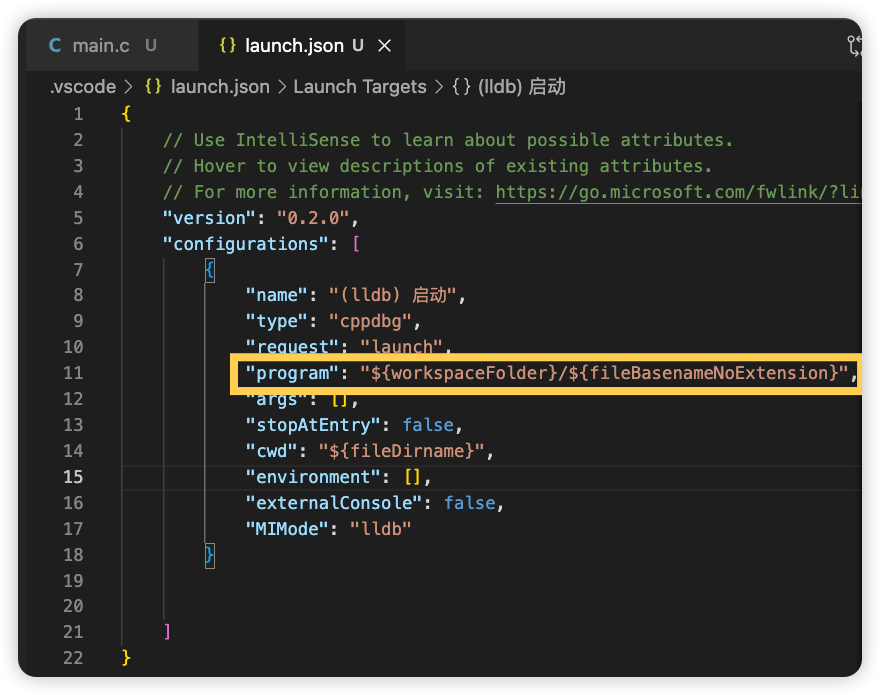 C main.c U {} launch.json U ×
.vscode > {} launch.json > Launch Targets > {} (lldb) 启动
1 {
2 // Use IntelliSense to learn about possible attributes.
3 // Hover to view descriptions of existing attributes.
4 // For more information, visit: https://go.microsoft.com/fwlink/?li
5 "version": "0.2.0",
6 "configurations": [
7 {
8 "name": "(lldb) 启动",
9 "type": "cppdbg",
10 "request": "launch",
11 "program": "${workspaceFolder}/${fileBasenameNoExtension}",
12 "args": [],
13 "stopAtEntry": false,
14 "cwd": "${fileDirname}",
15 "environment": [],
16 "externalConsole": false,
17 "MIMode": "lldb"
18 }
19
20
21 ]
22 }